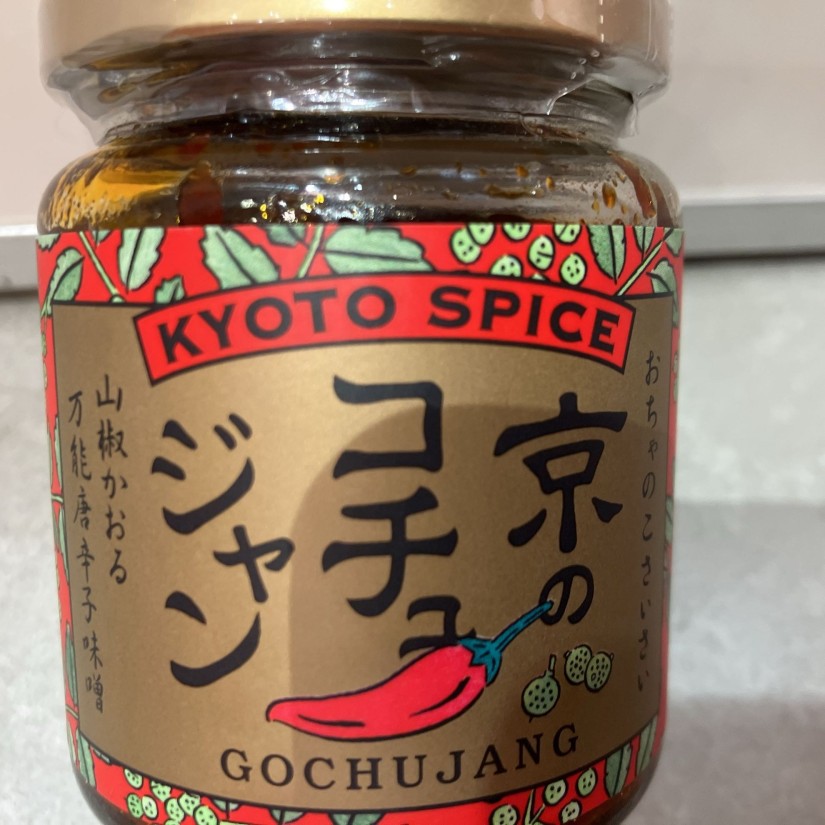 KYOTO SPICE
おちゃのこさいさい
京の
コチュ
ジャン
山椒かおる
万能唐辛子味噌
GOCHUJANG